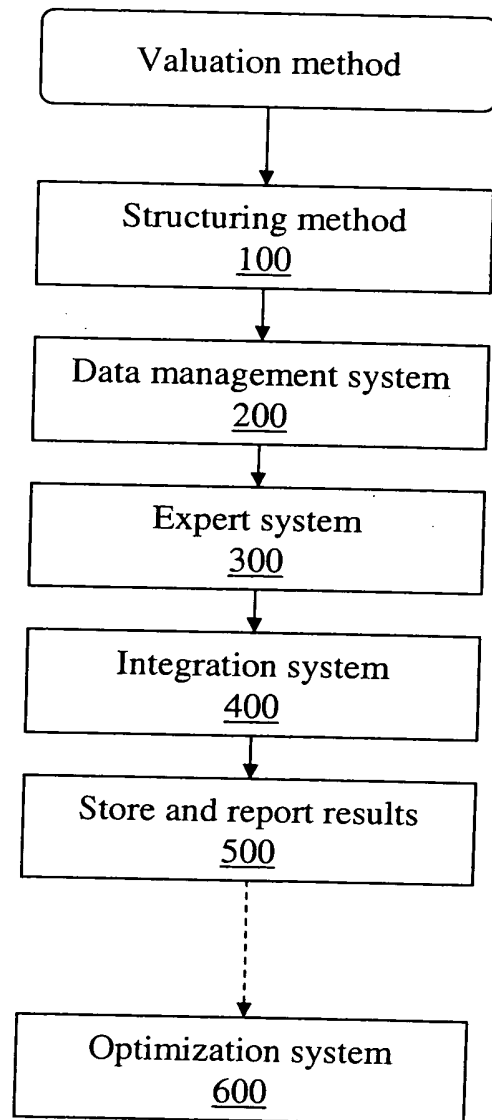 Valuation method
Structuring method
100
Data management system
200
Expert system
300
Integration system
400
Store and report results
500
Optimization system
600